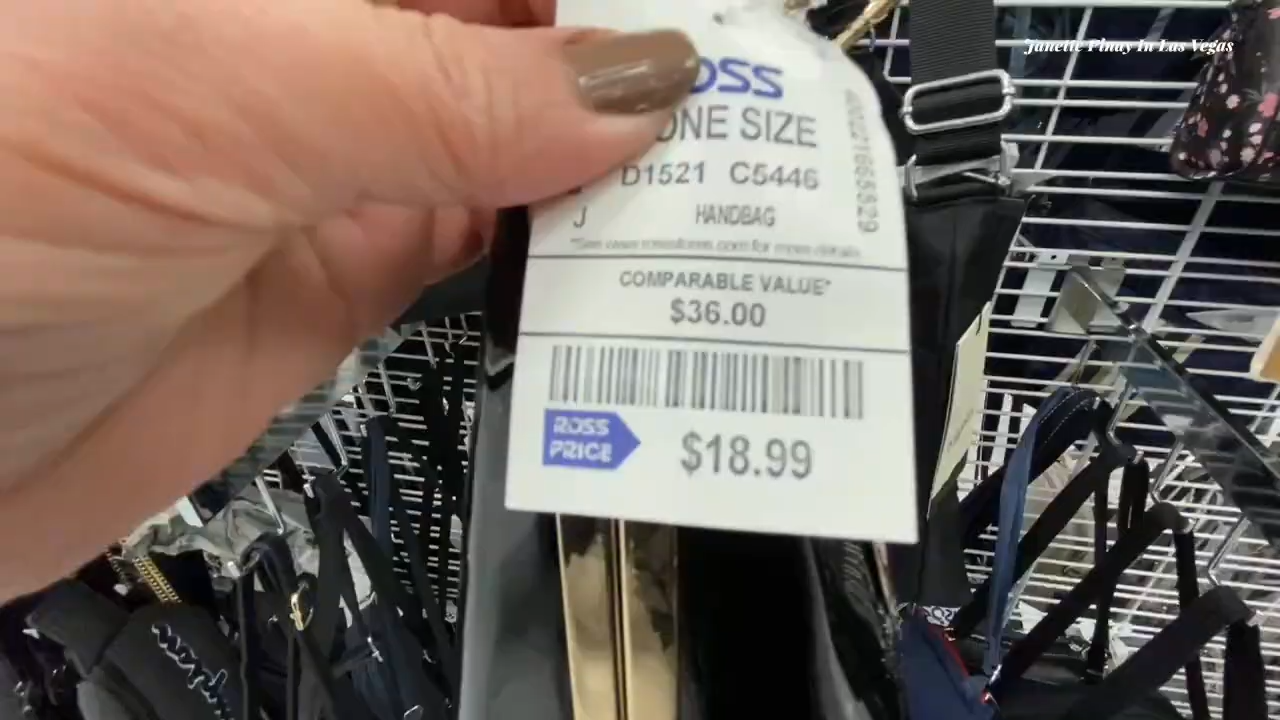 Janette Pinay In Las Vegas
OSS
ONE SIZE
D1521 C5446
J HANDBAG
COMPARABLE VALUE*
$36.00
ROSS
PRICE
$18.99